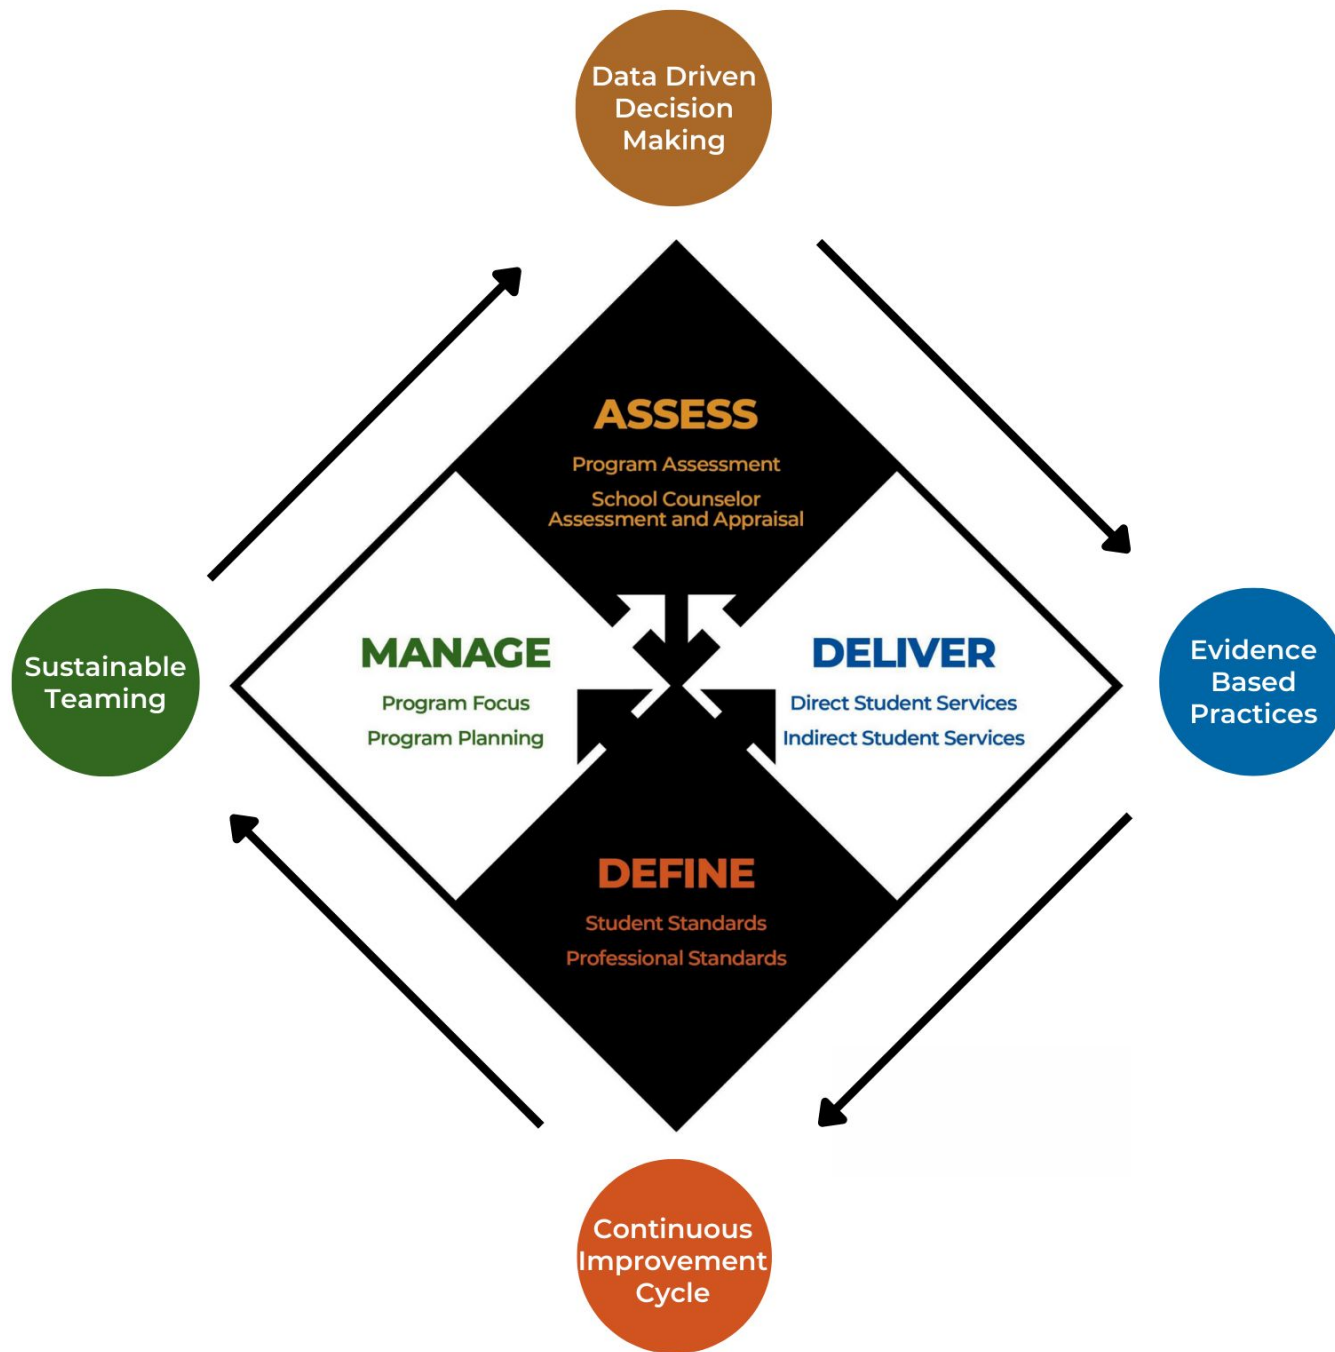 Data Driven
Decision
Making
ASSESS
Program Assessment
School Counselor
Assessment and Appraisal
Sustainable
Teaming
MANAGE
Program Focus
Program Planning
DELIVER
Direct Student Services
Indirect Student Services
Evidence
Based
Practices
DEFINE
Student Standards
Professional Standards
Continuous
Improvement
Cycle